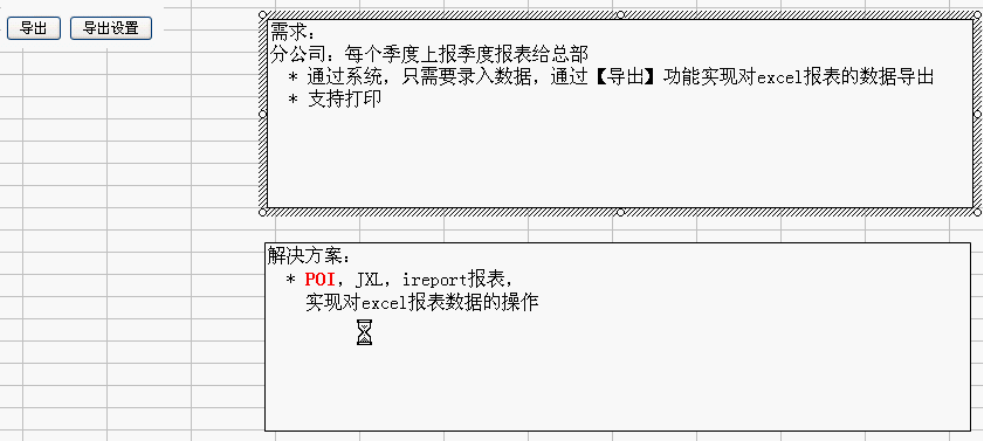 导出 导出设置
需求：
分公司：每个季度上报季度报表给总部
* 通过系统，只需要录入数据，通过【导出】功能实现对excel报表的数据导出
* 支持打印
解决方案：
* POI，JXL，ireport报表，
实现对excel报表数据的操作